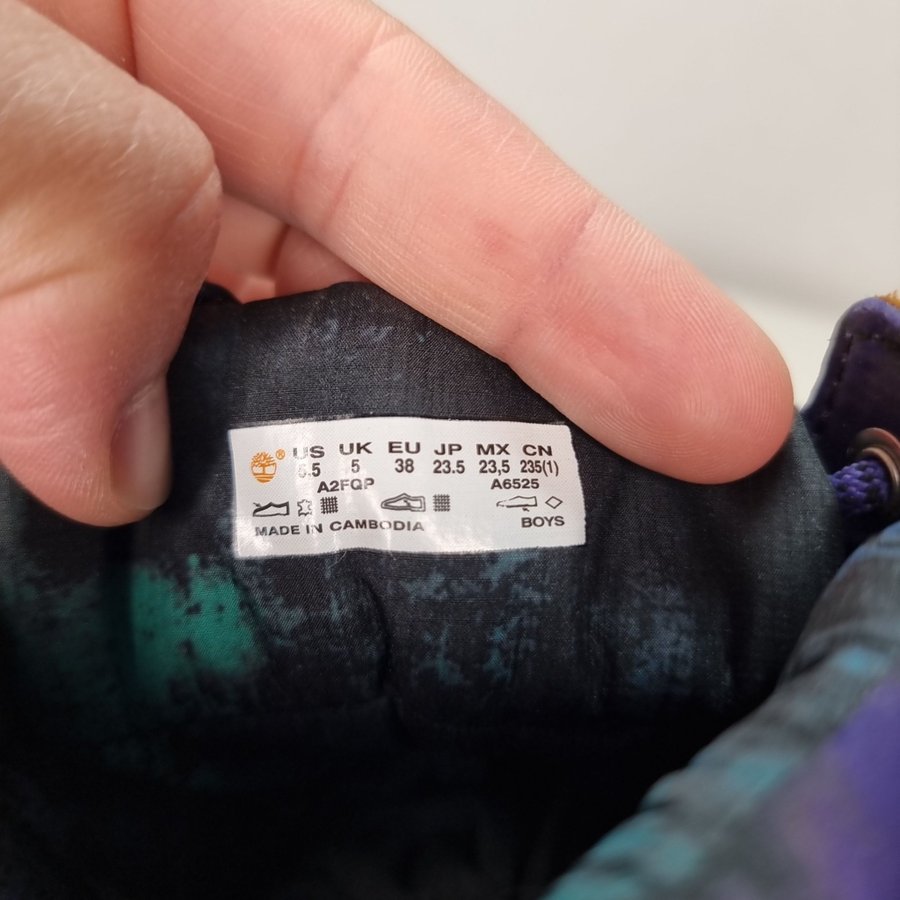 ® US UK EU JP MX CN
5.5 5 38 23.5 23,5 235(1)
A2FQP A6525
MADE IN CAMBODIA BOYS